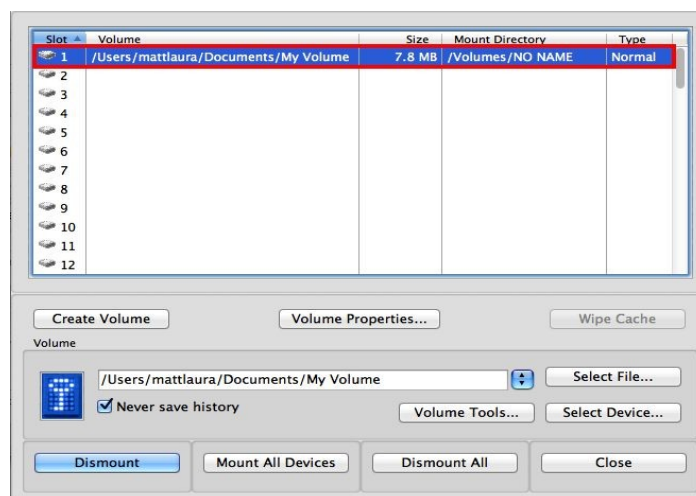 Slot Volume Size Mount Directory Type
1 /Users/mattlaura/Documents/My Volume 7.8 MB /Volumes/NO NAME Normal
2
3
4
5
6
7
8
9
10
11
12
Create Volume Volume Properties... Wipe Cache
Volume
/Users/mattlaura/Documents/My Volume Select File...
Never save history Volume Tools... Select Device...
Dismount Mount All Devices Dismount All Close